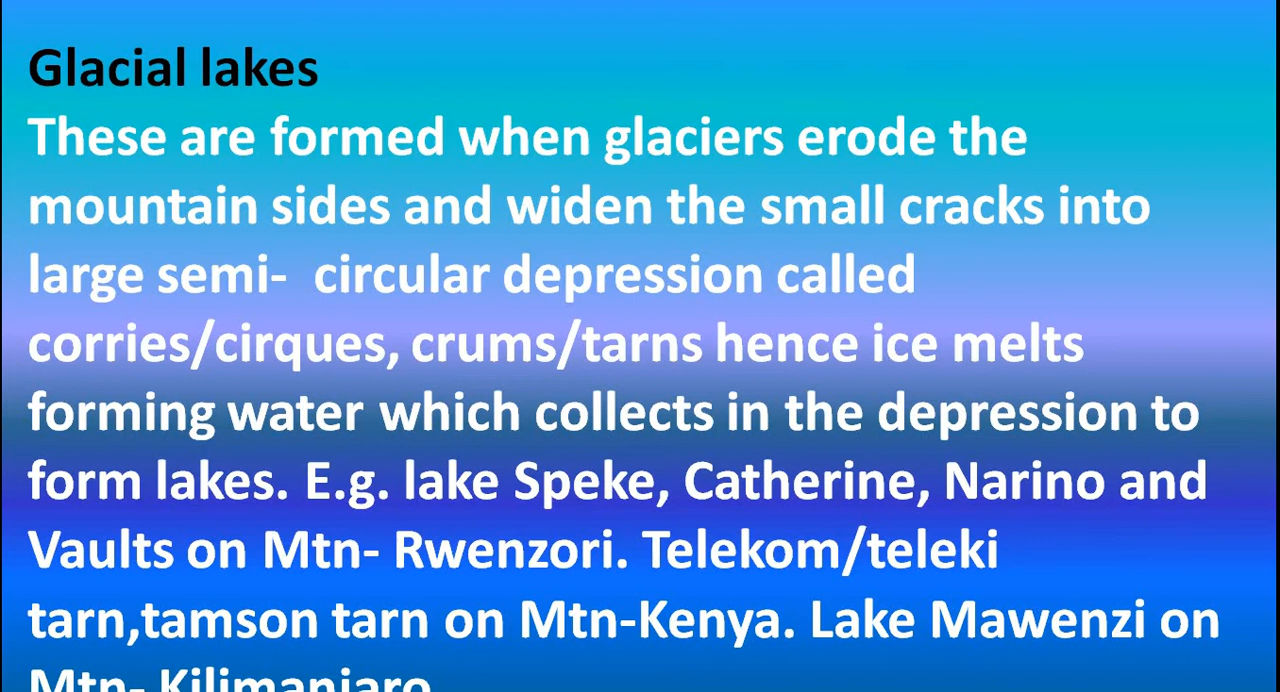 Glacial lakes
These are formed when glaciers erode the
mountain sides and widen the small cracks into
large semi-  circular depression called
corries/cirques, crums/tarns hence ice melts
forming water which collects in the depression to
form lakes. E.g. lake Speke, Catherine, Narino and
Vaults on Mtn- Rwenzori. Telekom/teleki
tarn,tamson tarn on Mtn-Kenya. Lake Mawenzi on
Mtn- Kilimanjaro